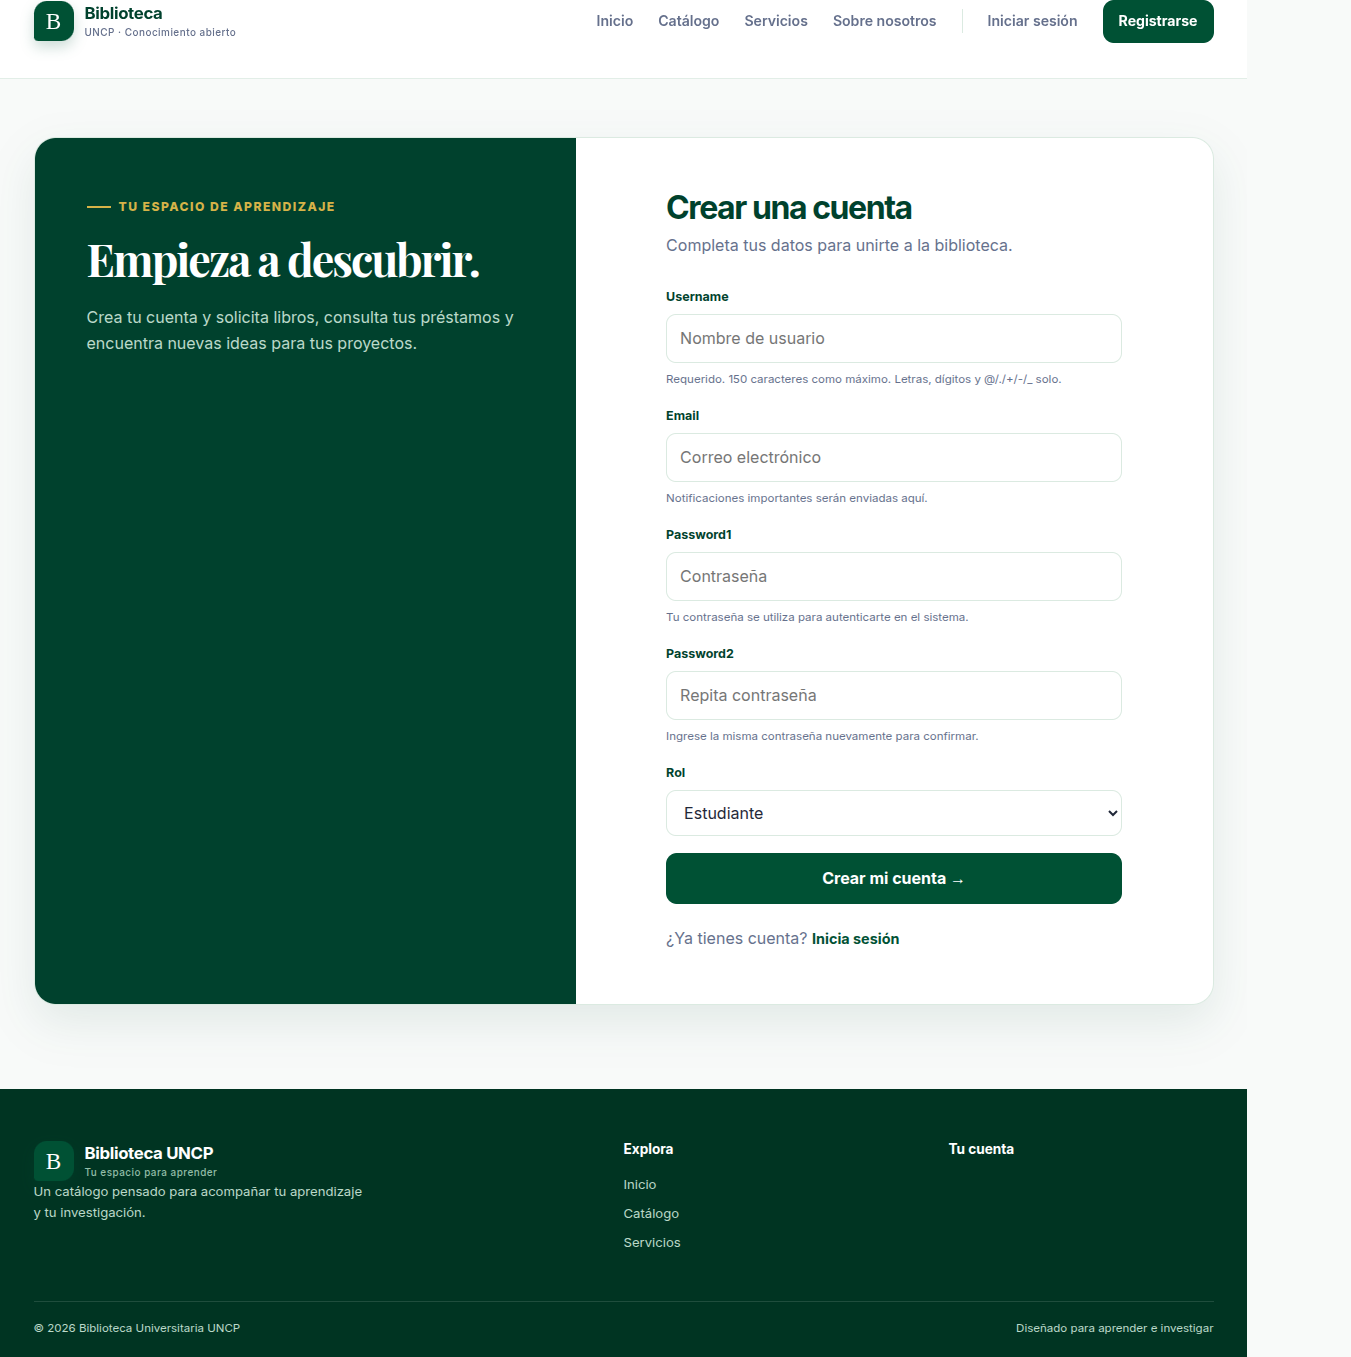 B
Biblioteca
UNCP · Conocimiento abierto
Inicio
Catálogo
Servicios
Sobre nosotros
Iniciar sesión
Registrarse
TU ESPACIO DE APRENDIZAJE
Empieza a descubrir.
Crea tu cuenta y solicita libros, consulta tus préstamos y
encuentra nuevas ideas para tus proyectos.
Crear una cuenta
Completa tus datos para unirte a la biblioteca.
Username
Nombre de usuario
Requerido. 150 caracteres como máximo. Letras, dígitos y @/./+/-/_ solo.
Email
Correo electrónico
Notificaciones importantes serán enviadas aquí.
Password1
Contraseña
Tu contraseña se utiliza para autenticarte en el sistema.
Password2
Repita contraseña
Ingrese la misma contraseña nuevamente para confirmar.
Rol
Estudiante
Crear mi cuenta →
¿Ya tienes cuenta? Inicia sesión
B
Biblioteca UNCP
Tu espacio para aprender
Un catálogo pensado para acompañar tu aprendizaje
y tu investigación.
Explora
Inicio
Catálogo
Servicios
Tu cuenta
© 2026 Biblioteca Universitaria UNCP
Diseñado para aprender e investigar